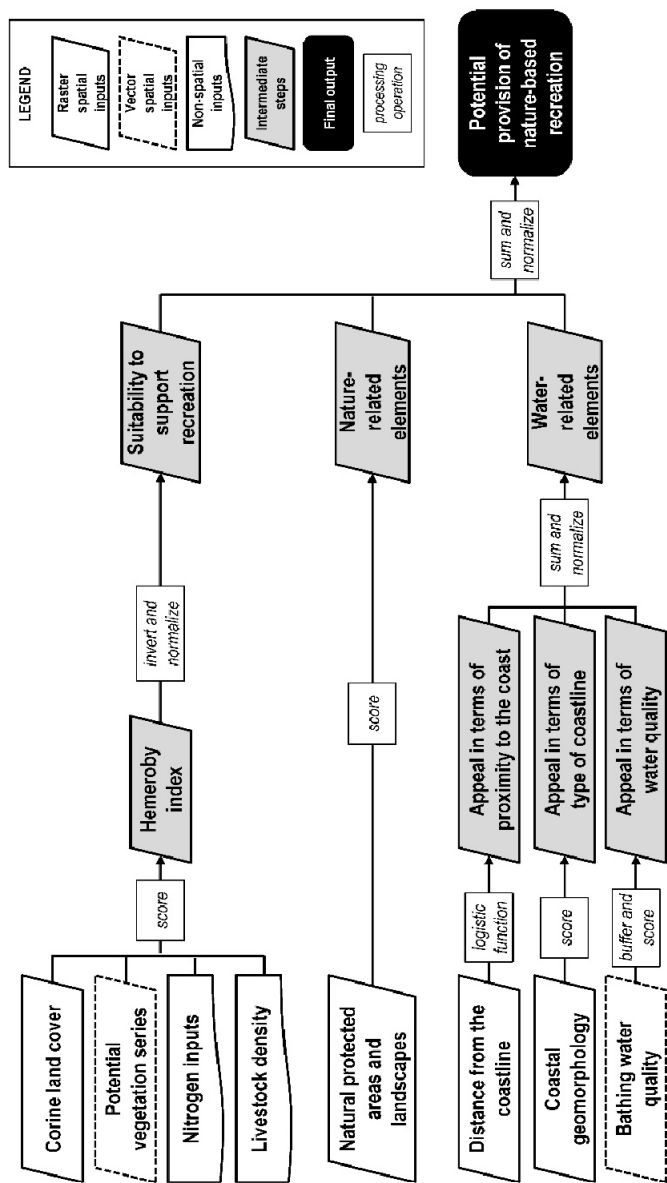 LEGEND
Raster
spatial
inputs
Vector
spatial
inputs
Non-spatial
inputs
Intermediate
steps
Final output
processing
operation
Corine land cover
Potential
vegetation series
Nitrogen inputs
Livestock density
score
Hemeroby
index
invert and
normalize
Suitability to
support
recreation
Natural protected
areas and
landscapes
score
Nature-
related
elements
Distance from the
coastline
logistic
function
Appeal in terms of
proximity to the coast
Coastal
geomorphology
score
Appeal in terms of
type of coastline
Bathing water
quality
buffer and
score
Appeal in terms of
water quality
sum and
normalize
Water-
related
elements
sum and
normalize
Potential
provision of
nature-based
recreation